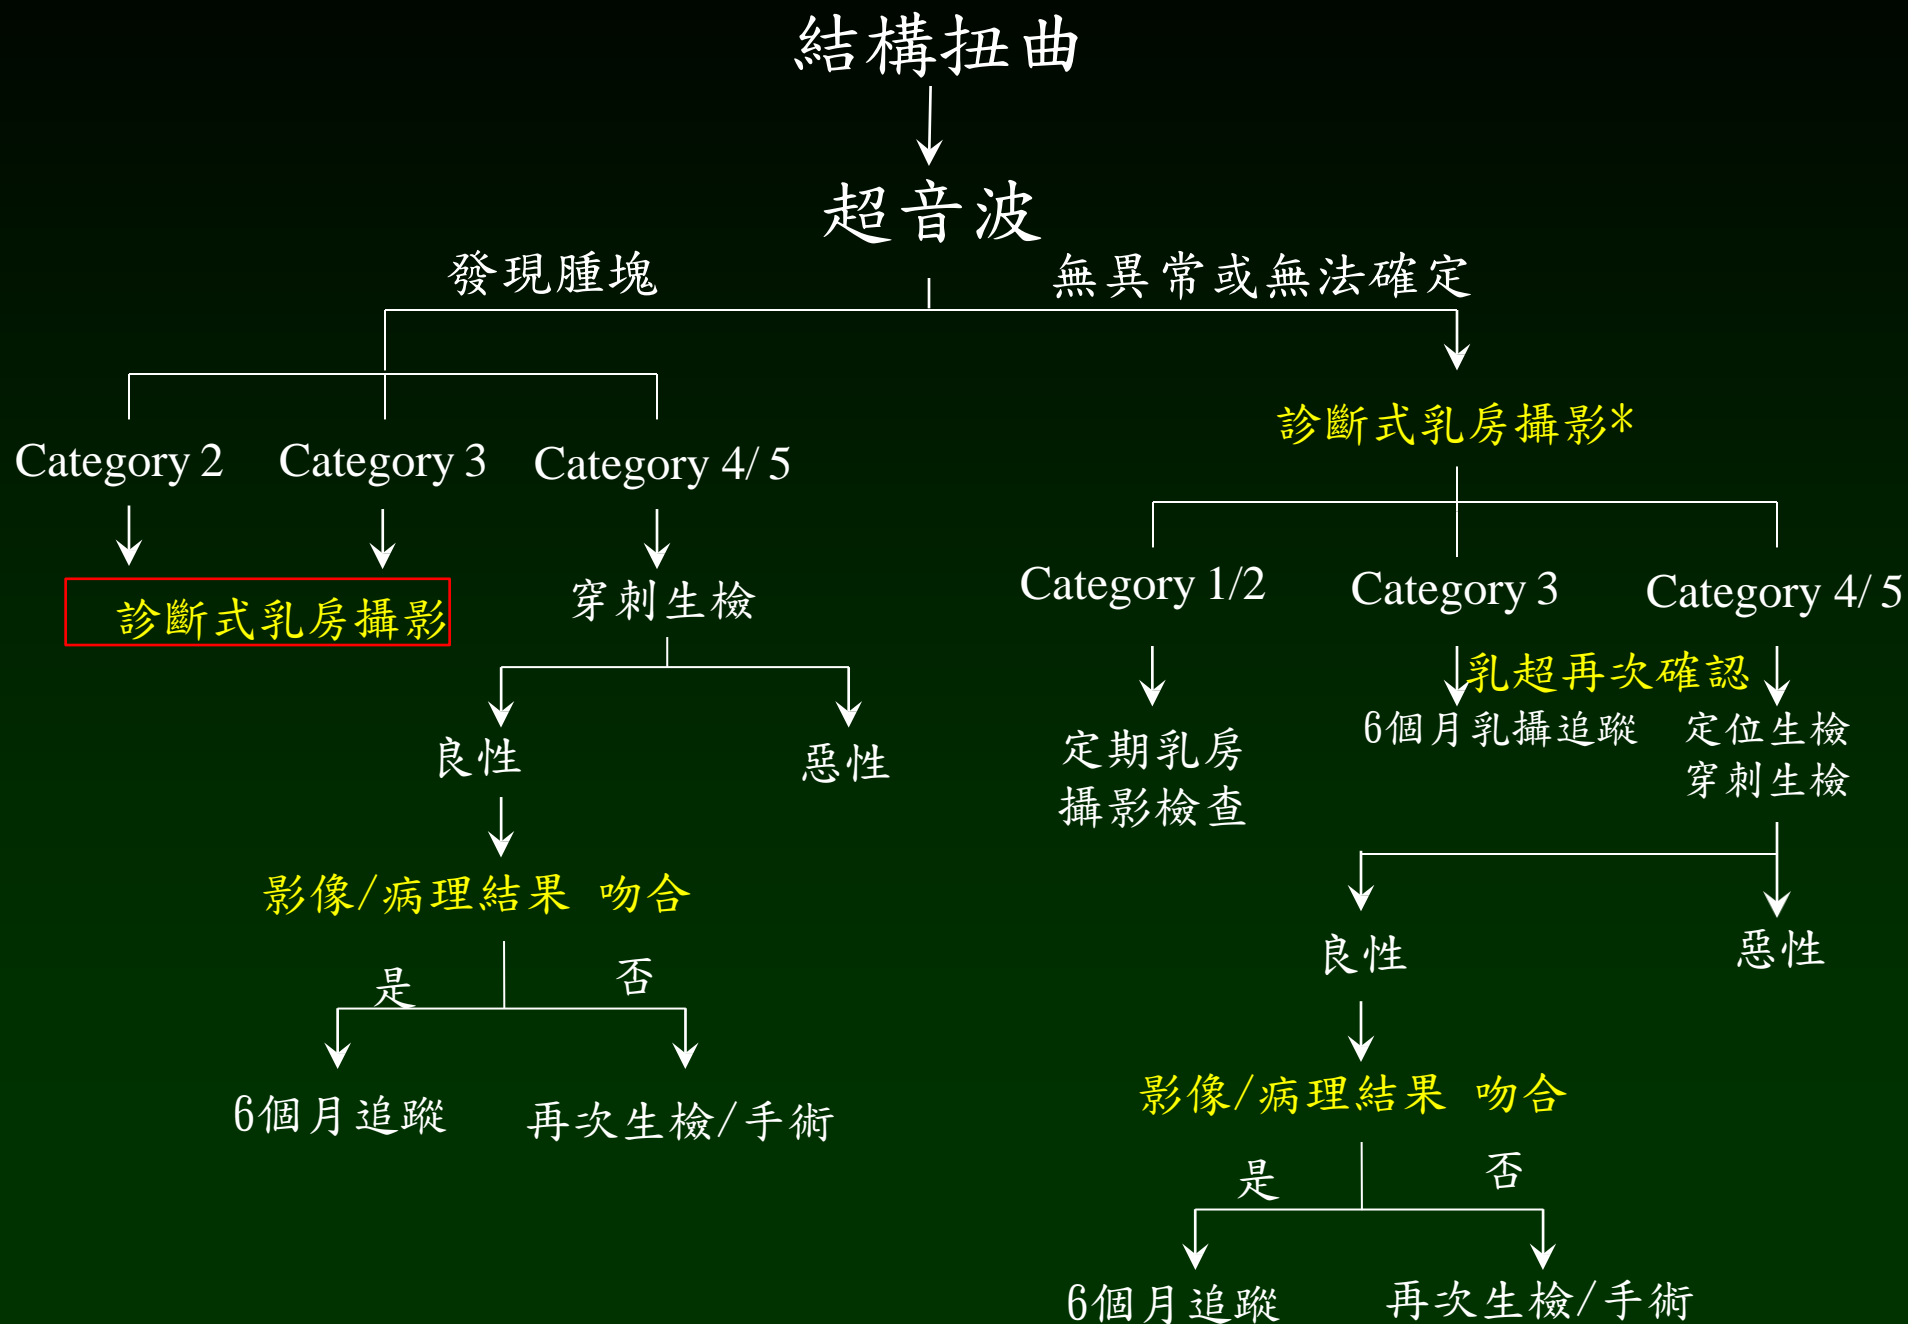 結構扭曲
超音波
發現腫塊
無異常或無法確定
診斷式乳房攝影*
Category 2
Category 3
Category 4/ 5
Category 1/2
Category 3
Category 4/ 5
診斷式乳房攝影
穿刺生檢
乳超再次確認
6個月乳攝追蹤
定位生檢
穿刺生檢
定期乳房
攝影檢查
良性
惡性
影像/病理結果 吻合
是
否
6個月追蹤
再次生檢/手術
良性
惡性
影像/病理結果 吻合
是
否
6個月追蹤
再次生檢/手術